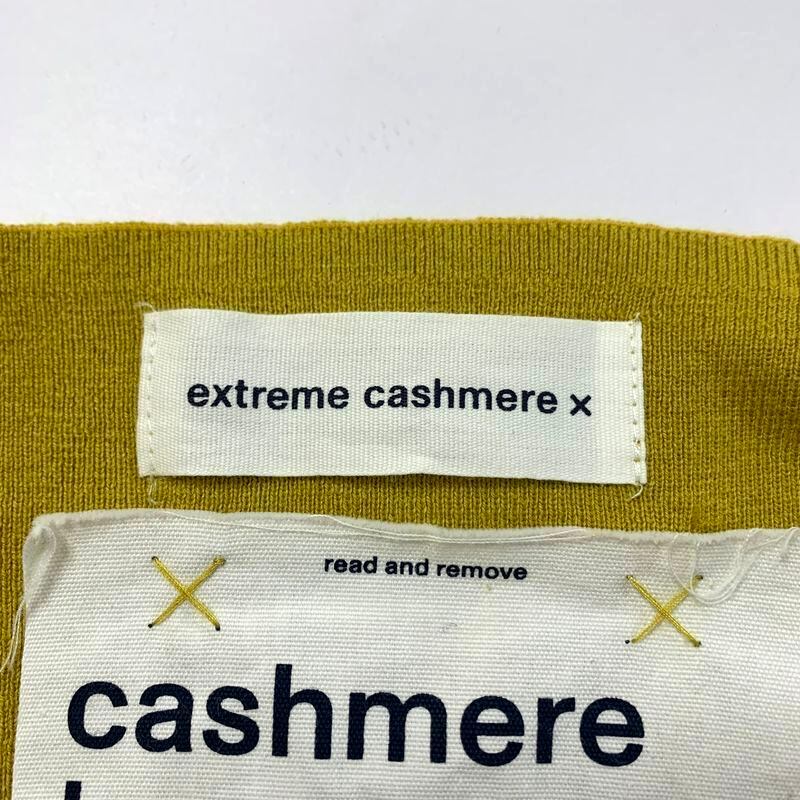 extreme cashmere x
read and remove
cashmere